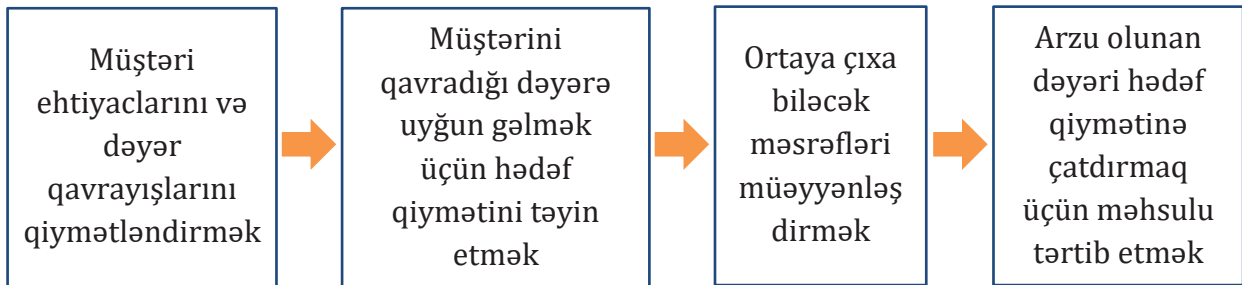 Müştəri
ehtiyaclarını və
dəyər
qavrayışlarını
qiymətləndirmək
Müştərini
qavradığı dəyərə
uyğun gəlmək
üçün hədəf
qiymətini təyin
etmək
Ortaya çıxa
biləcək
məsrəfləri
müəyyənləş
dirmək
Arzu olunan
dəyəri hədəf
qiymətinə
çatdırmaq
üçün məhsulu
tərtib etmək